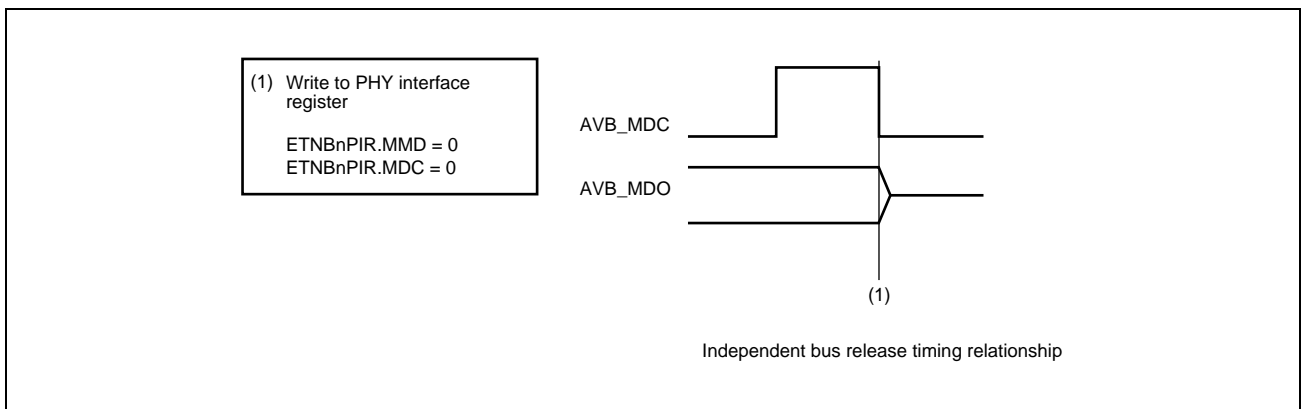 (1) Write to PHY interface
register
ETNBnPIR.MMD = 0
ETNBnPIR.MDC = 0
AVB_MDC
AVB_MDO
(1)
Independent bus release timing relationship